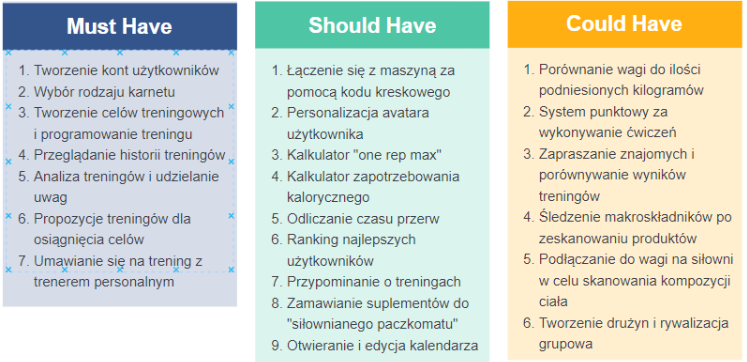 Must Have
1. Tworzenie kont użytkowników
2. Wybór rodzaju karnetu
3. Tworzenie celów treningowych
i programowanie treningu
4. Przeglądanie historii treningów
5. Analiza treningów i udzielanie
uwag
6. Propozycje treningów dla
osiągnięcia celów
7. Umawianie się na trening z
trenerem personalnym
Should Have
1. Łączenie się z maszyną za
pomocą kodu kreskowego
2. Personalizacja avatara
użytkownika
3. Kalkulator "one rep max"
4. Kalkulator zapotrzebowania
kalorycznego
5. Odliczanie czasu przerw
6. Ranking najlepszych
użytkowników
7. Przypominanie o treningach
8. Zamawianie suplementów do
"siłownianego paczkomatu"
9. Otwieranie i edycja kalendarza
Could Have
1. Porównanie wagi do ilości
podniesionych kilogramów
2. System punktowy za
wykonywanie ćwiczeń
3. Zapraszanie znajomych i
porównywanie wyników
treningów
4. Śledzenie makroskładników po
zeskanowaniu produktów
5. Podłączanie do wagi na siłowni
w celu skanowania kompozycji
ciała
6. Tworzenie drużyn i rywalizacja
grupowa